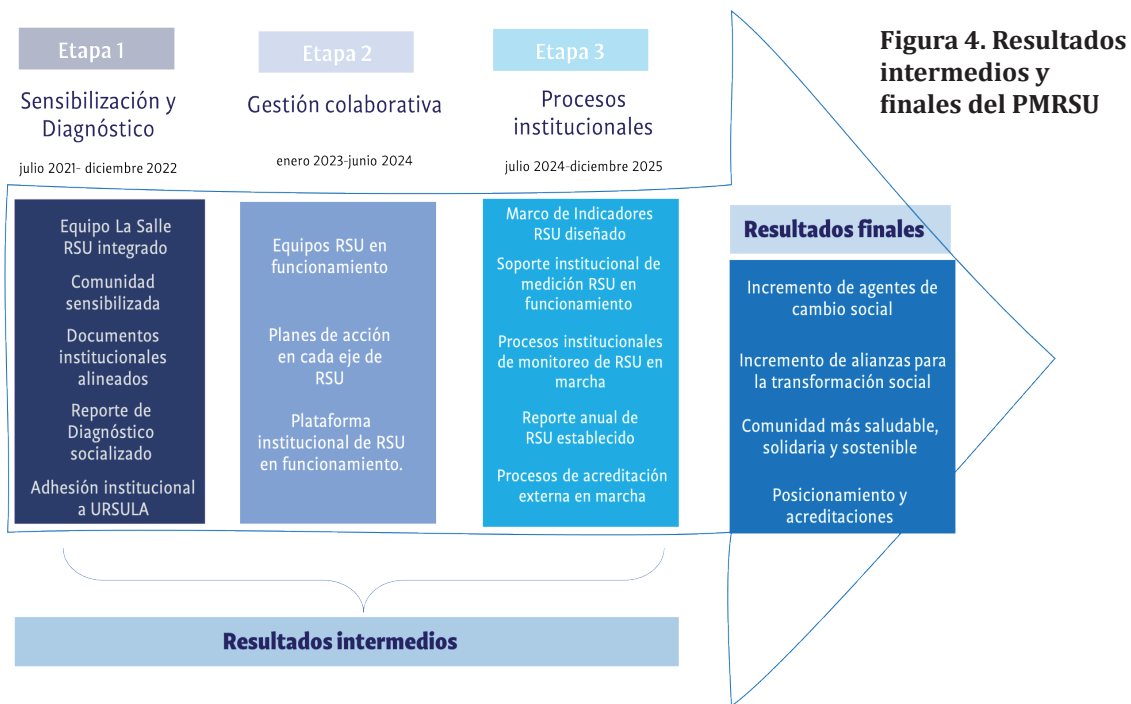 Figura 4. Resultados
intermedios y
finales del PMRSU
Etapa 1
Sensibilización y
Diagnóstico
julio 2021- diciembre 2022
Equipo La Salle
RSU integrado
Comunidad
sensibilizada
Documentos
institucionales
alineados
Reporte de
Diagnóstico
socializado
Adhesión institucional
a URSULA
Etapa 2
Gestión colaborativa
enero 2023-junio 2024
Equipos RSU en
funcionamiento
Planes de acción
en cada eje de
RSU
Plataforma
institucional de RSU
en funcionamiento.
Etapa 3
Procesos
institucionales
julio 2024-diciembre 2025
Marco de Indicadores
RSU diseñado
Soporte institucional de
medición RSU en
funcionamiento
Procesos institucionales
de monitoreo de RSU en
marcha
Reporte anual de
RSU establecido
Procesos de acreditación
externa en marcha
Resultados finales
Incremento de agentes de
cambio social
Incremento de alianzas para
la transformación social
Comunidad más saludable,
solidaria y sostenible
Posicionamiento y
acreditaciones
Resultados intermedios